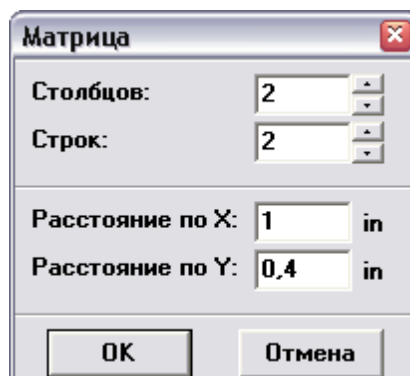 Матрица
Столбцов: 2
Строк: 2
Расстояние по X: 1 in
Расстояние по Y: 0,4 in
OK Отмена